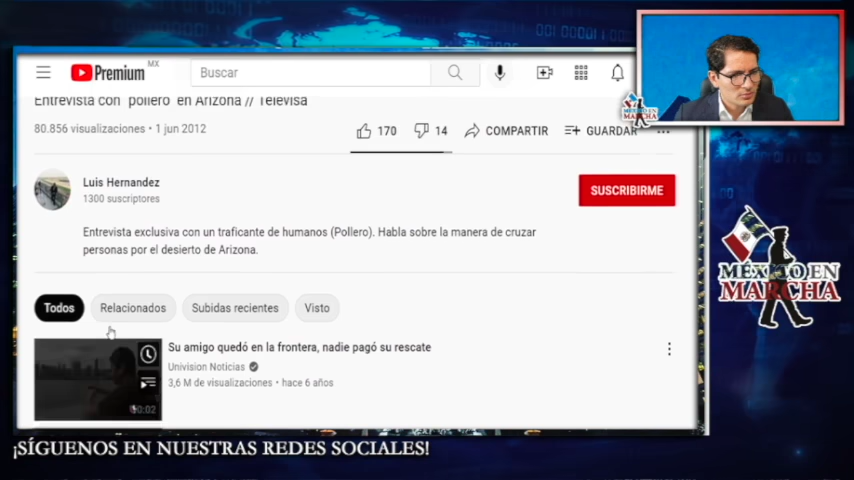 Premium MX
Buscar
Entrevista con pollero en Arizona // Televisa
80.856 visualizaciones • 1 jun 2012
170
14
COMPARTIR
GUARDAR
Luis Hernandez
1300 suscriptores
SUSCRIBIRME
Entrevista exclusiva con un traficante de humanos (Pollero). Habla sobre la manera de cruzar
personas por el desierto de Arizona.
Todos
Relacionados
Subidas recientes
Visto
Su amigo quedó en la frontera, nadie pagó su rescate
Univision Noticias
3,6 M de visualizaciones • hace 6 años
MÉXICO EN
MARCHA
MÉXICO EN
MARCHA
¡SÍGUENOS EN NUESTRAS REDES SOCIALES!